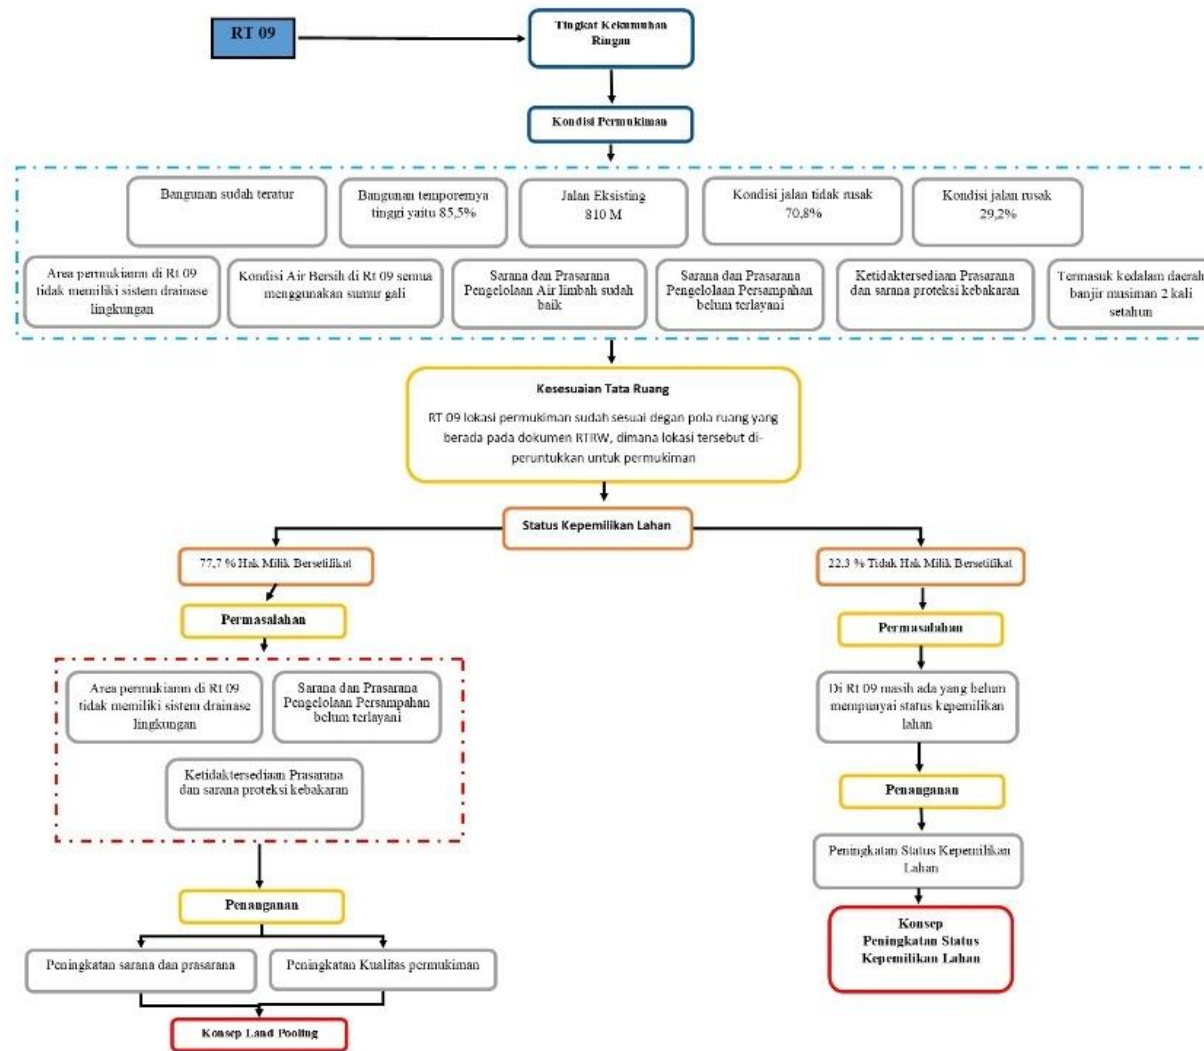 RT 09
Tingkat Kekumuhan
Ringan
Kondisi Permukiman
Bangunan sudah teratur
Bangunan temporernya
tinggi yaitu 85,5%
Jalan Eksisting
810 M
Kondisi jalan tidak rusak
70,8%
Kondisi jalan rusak
29,2%
Area permukiamn di Rt 09
tidak memiliki sistem drainase
lingkungan
Kondisi Air Bersih di Rt 09 semua
menggunakan sumur gali
Sarana dan Prasarana
Pengelolaan Air limbah sudah
baik
Sarana dan Prasarana
Pengelolaan Persampahan
belum terlayani
Ketidaktersediaan Prasarana
dan sarana proteksi kebakaran
Termasuk kedalam daerah
banjir musiman 2 kali
setahun
Kesesuaian Tata Ruang
RT 09 lokasi permukiman sudah sesuai degan pola ruang yang
berada pada dokumen RTRW, dimana lokasi tersebut di-
peruntukkan untuk permukiman
Status Kepemilikan Lahan
77,7 % Hak Milik Bersetifikat
Permasalahan
Area permukiamn di Rt 09
tidak memiliki sistem drainase
lingkungan
Sarana dan Prasarana
Pengelolaan Persampahan
belum terlayani
Ketidaktersediaan Prasarana
dan sarana proteksi kebakaran
Penanganan
Peningkatan sarana dan prasarana
Peningkatan Kualitas permukiman
Konsep Land Pooling
22,3 % Tidak Hak Milik Bersetifikat
Permasalahan
Di Rt 09 masih ada yang belum
mempunyai status kepemilikan
lahan
Penanganan
Peningkatan Status Kepemilikan
Lahan
Konsep
Peningkatan Status
Kepemilikan Lahan